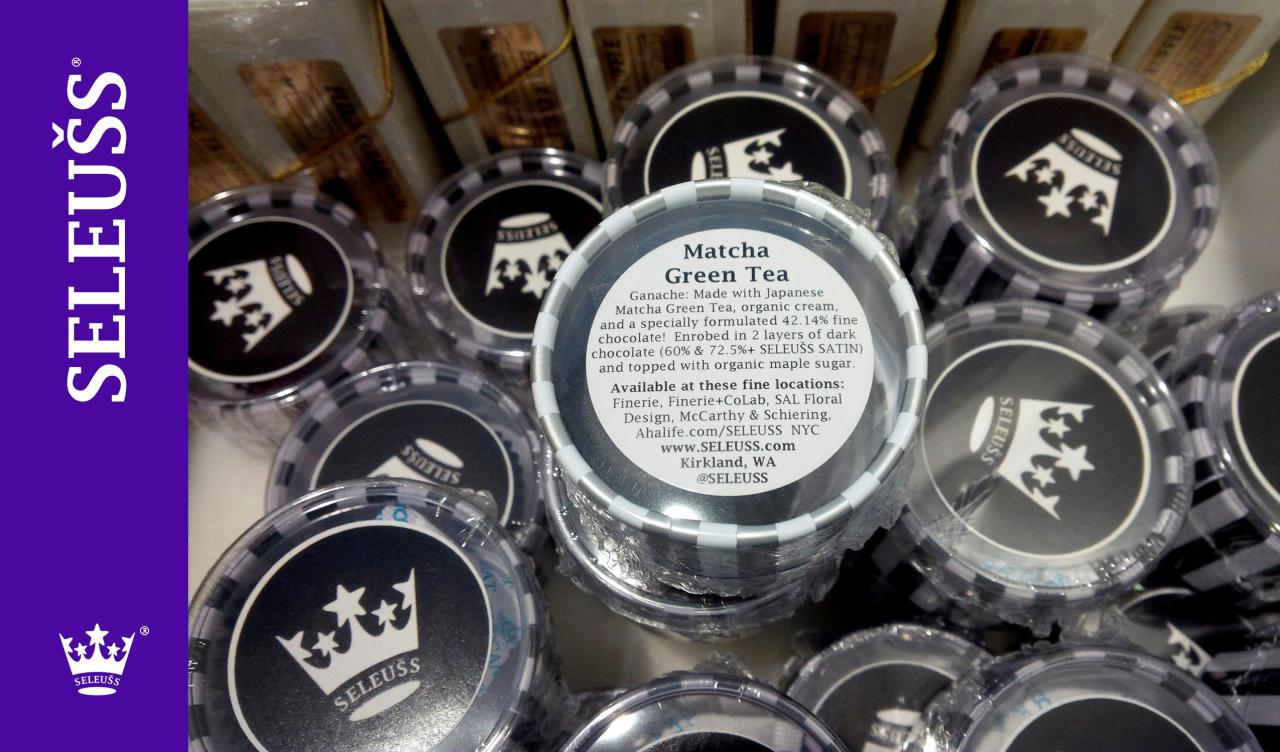 SELEUŠS®
SELEUŠS
®
SELEUŠS
SELEUŠS
SELEUŠS
SELEUŠS
Matcha
Green Tea
Ganache: Made with Japanese
Matcha Green Tea, organic cream,
and a specially formulated 42.14% fine
chocolate! Enrobed in 2 layers of dark
chocolate (60% & 72.5%+ SELEUŠS SATIN)
and topped with organic maple sugar.
Available at these fine locations:
Finerie, Finerie+CoLab, SAL Floral
Design, McCarthy & Schiering,
Ahalife.com/SELEUSS NYC
www.SELEUSS.com
Kirkland, WA
@SELEUSS
SELEUŠS
SELEUŠS